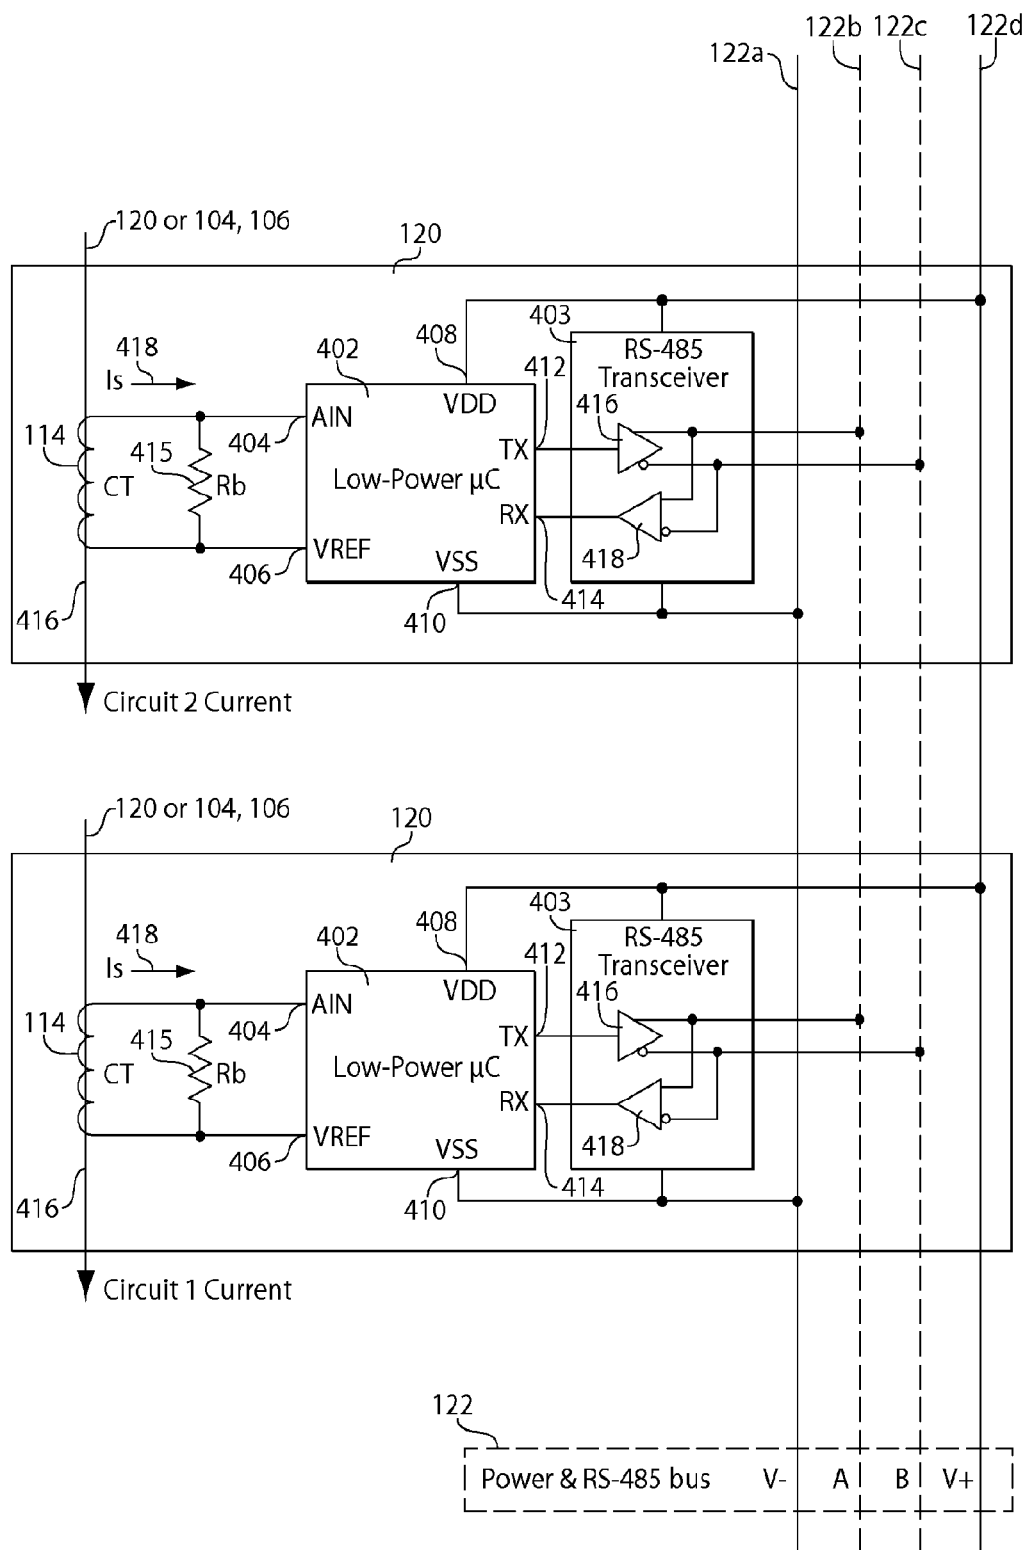 122b 122c 122d
122a
120 or 104, 106
120
403
RS-485
Transceiver
408
402
412
418
Is
416
VDD
AIN
404
TX
114
415
CT
Rb
Low-Power µC
RX
418
VREF
VSS
406
410
414
416
Circuit 2 Current
120 or 104, 106
120
403
RS-485
Transceiver
408
402
412
418
Is
416
VDD
AIN
404
TX
114
415
CT
Rb
Low-Power µC
RX
418
VREF
VSS
406
410
414
416
Circuit 1 Current
122
Power & RS-485 bus V- A B V+